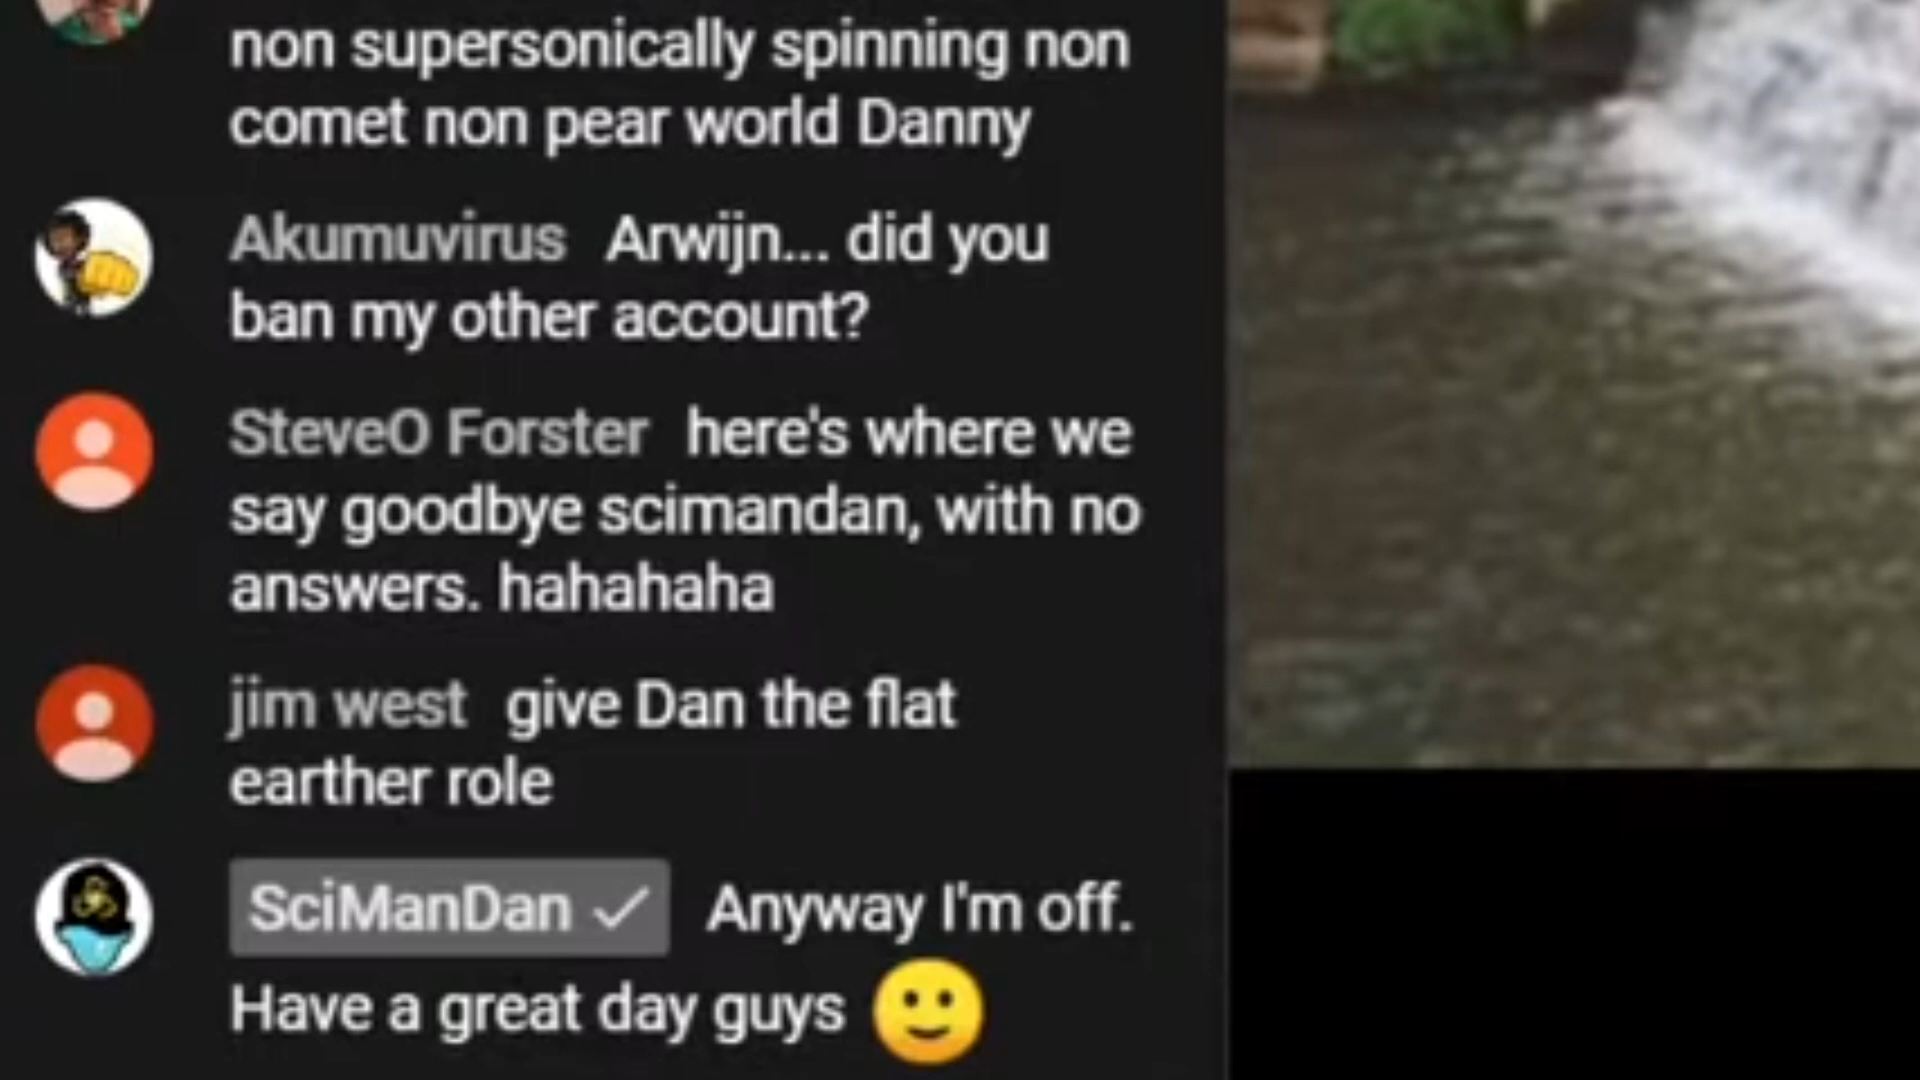 non supersonically spinning non
comet non pear world Danny
Akumuvirus Arwijn... did you
ban my other account?
SteveO Forster here's where we
say goodbye scimandan, with no
answers. hahahaha
jim west give Dan the flat
earther role
SciManDan ✓ Anyway I'm off.
Have a great day guys 🙂